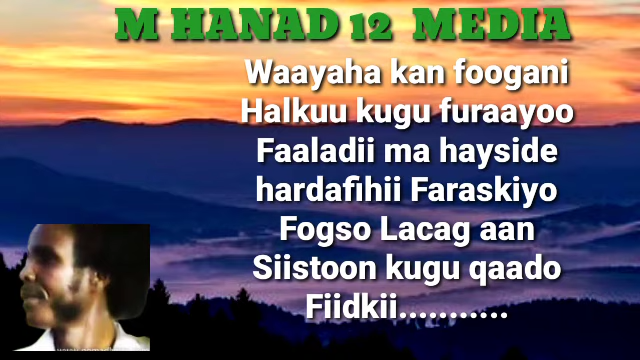 M HANAD 12 MEDIA
Waayaha kan foogani
Halkuu kugu furaayoo
Faaladii ma hayside
hardafihii Faraskiyo
Fogso Lacag aan
Siistoon kugu qaado
Fiidkii...........